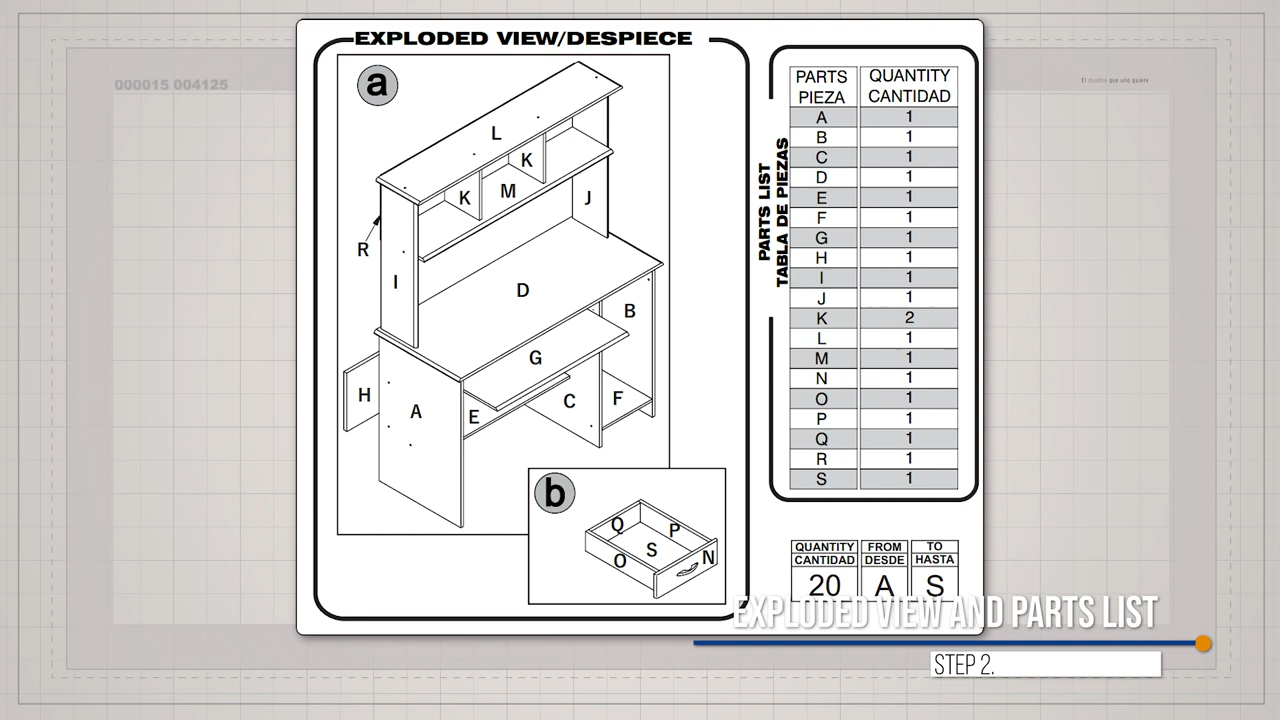 EXPLODED VIEW/DESPIECE
000015 004125
El mueble que uno quiere
a
L
K
K
M
J
R
I
D
B
G
H
A
E
C
F
b
Q
P
S
O
N
PARTS LIST
TABLA DE PIEZAS
PARTS PIEZA QUANTITY CANTIDAD
A 1
B 1
C 1
D 1
E 1
F 1
G 1
H 1
I 1
J 1
K 2
L 1
M 1
N 1
O 1
P 1
Q 1
R 1
S 1
QUANTITY FROM TO
CANTIDAD DESDE HASTA
20 A S
EXPLODED VIEW AND PARTS LIST
STEP 2.